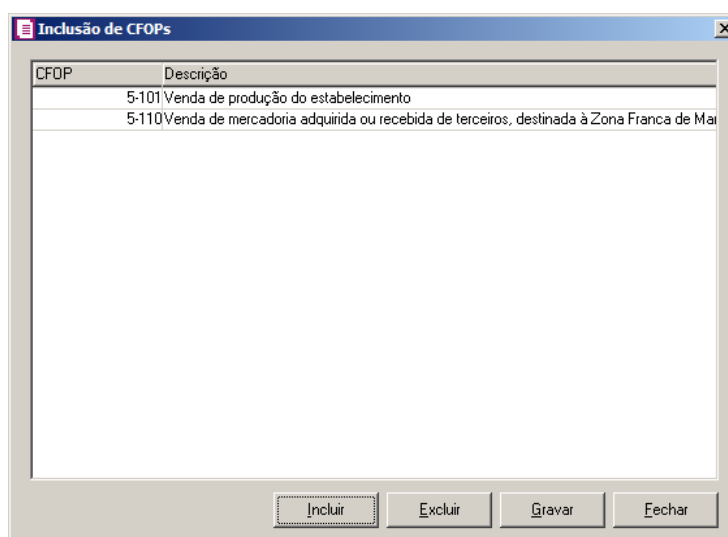 Inclusão de CFOPs
CFOP Descrição
5-101 Venda de produção do estabelecimento
5-110 Venda de mercadoria adquirida ou recebida de terceiros, destinada à Zona Franca de Ma
Incluir Excluir Gravar Fechar